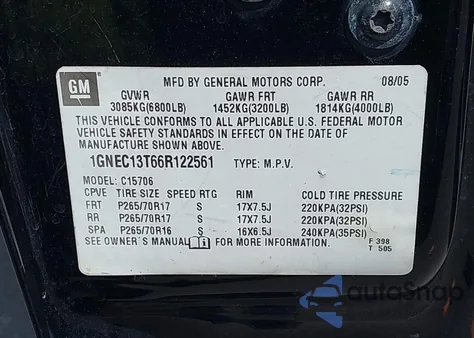 GM
MFD BY GENERAL MOTORS CORP. 08/05
GVWR GAWR FRT GAWR RR
3085KG(6800LB) 1452KG(3200LB) 1814KG(4000LB)
THIS VEHICLE CONFORMS TO ALL APPLICABLE U.S. FEDERAL MOTOR
VEHICLE SAFETY STANDARDS IN EFFECT ON THE DATE OF
MANUFACTURE SHOWN ABOVE.
1GNEC13T66R122561 TYPE: M.P.V.
MODEL: C15706
CPVE TIRE SIZE SPEED RTG RIM COLD TIRE PRESSURE
FRT P265/70R17 S 17X7.5J 220KPA(32PSI)
RR P265/70R17 S 17X7.5J 220KPA(32PSI)
SPA P265/70R16 S 16X6.5J 240KPA(35PSI)
SEE OWNER'S MANUAL FOR MORE INFORMATION. F 398
T 505
autoSnap